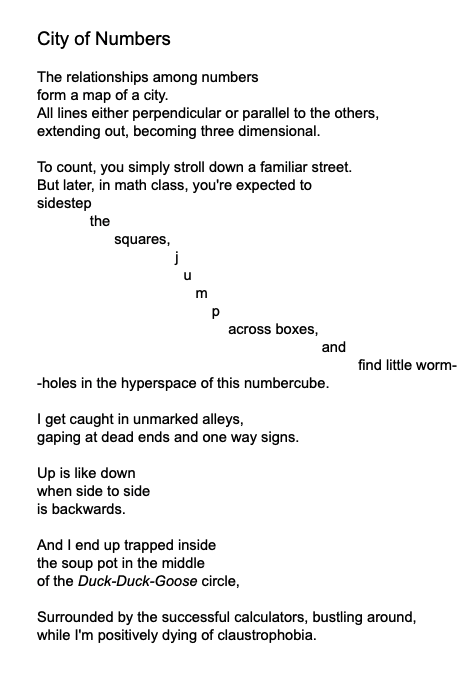 City of Numbers
The relationships among numbers
form a map of a city.
All lines either perpendicular or parallel to the others,
extending out, becoming three dimensional.
To count, you simply stroll down a familiar street.
But later, in math class, you're expected to
sidestep
the
squares,
j
u
m
p
across boxes,
and
find little worm-
-holes in the hyperspace of this numbercube.
I get caught in unmarked alleys,
gaping at dead ends and one way signs.
Up is like down
when side to side
is backwards.
And I end up trapped inside
the soup pot in the middle
of the Duck-Duck-Goose circle,
Surrounded by the successful calculators, bustling around,
while I'm positively dying of claustrophobia.